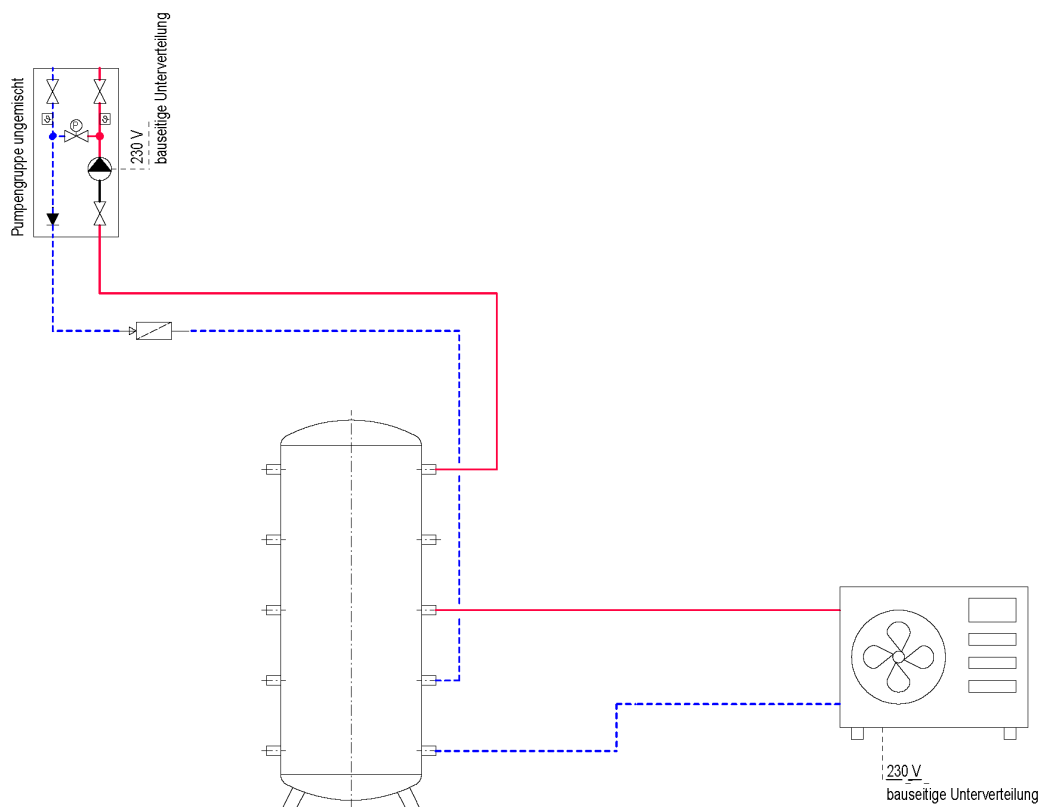 Pumpengruppe ungemischt
230 V
bauseitige Unterverteilung
P
ϑ
ϑ
230 V
bauseitige Unterverteilung